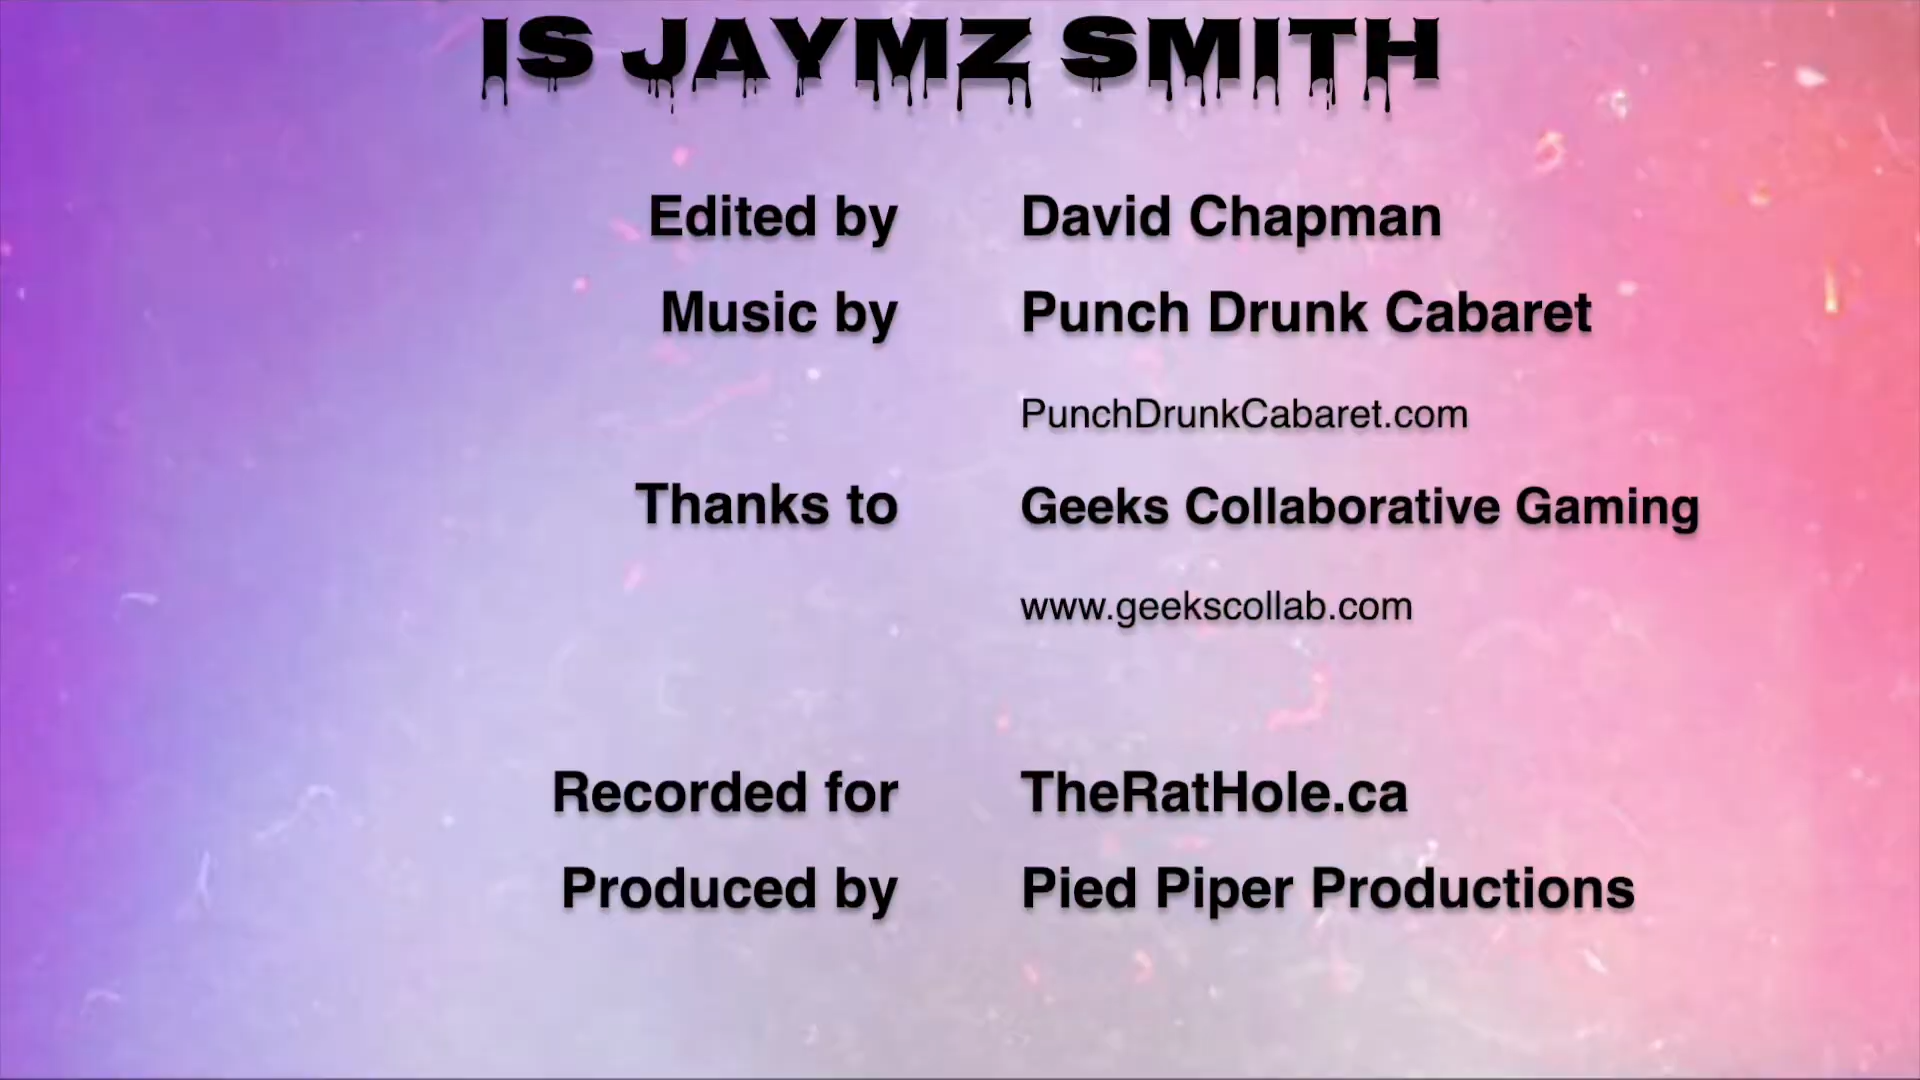 IS JAYMZ SMITH
Edited by David Chapman
Music by Punch Drunk Cabaret
PunchDrunkCabaret.com
Thanks to Geeks Collaborative Gaming
www.geekscollab.com
Recorded for TheRatHole.ca
Produced by Pied Piper Productions